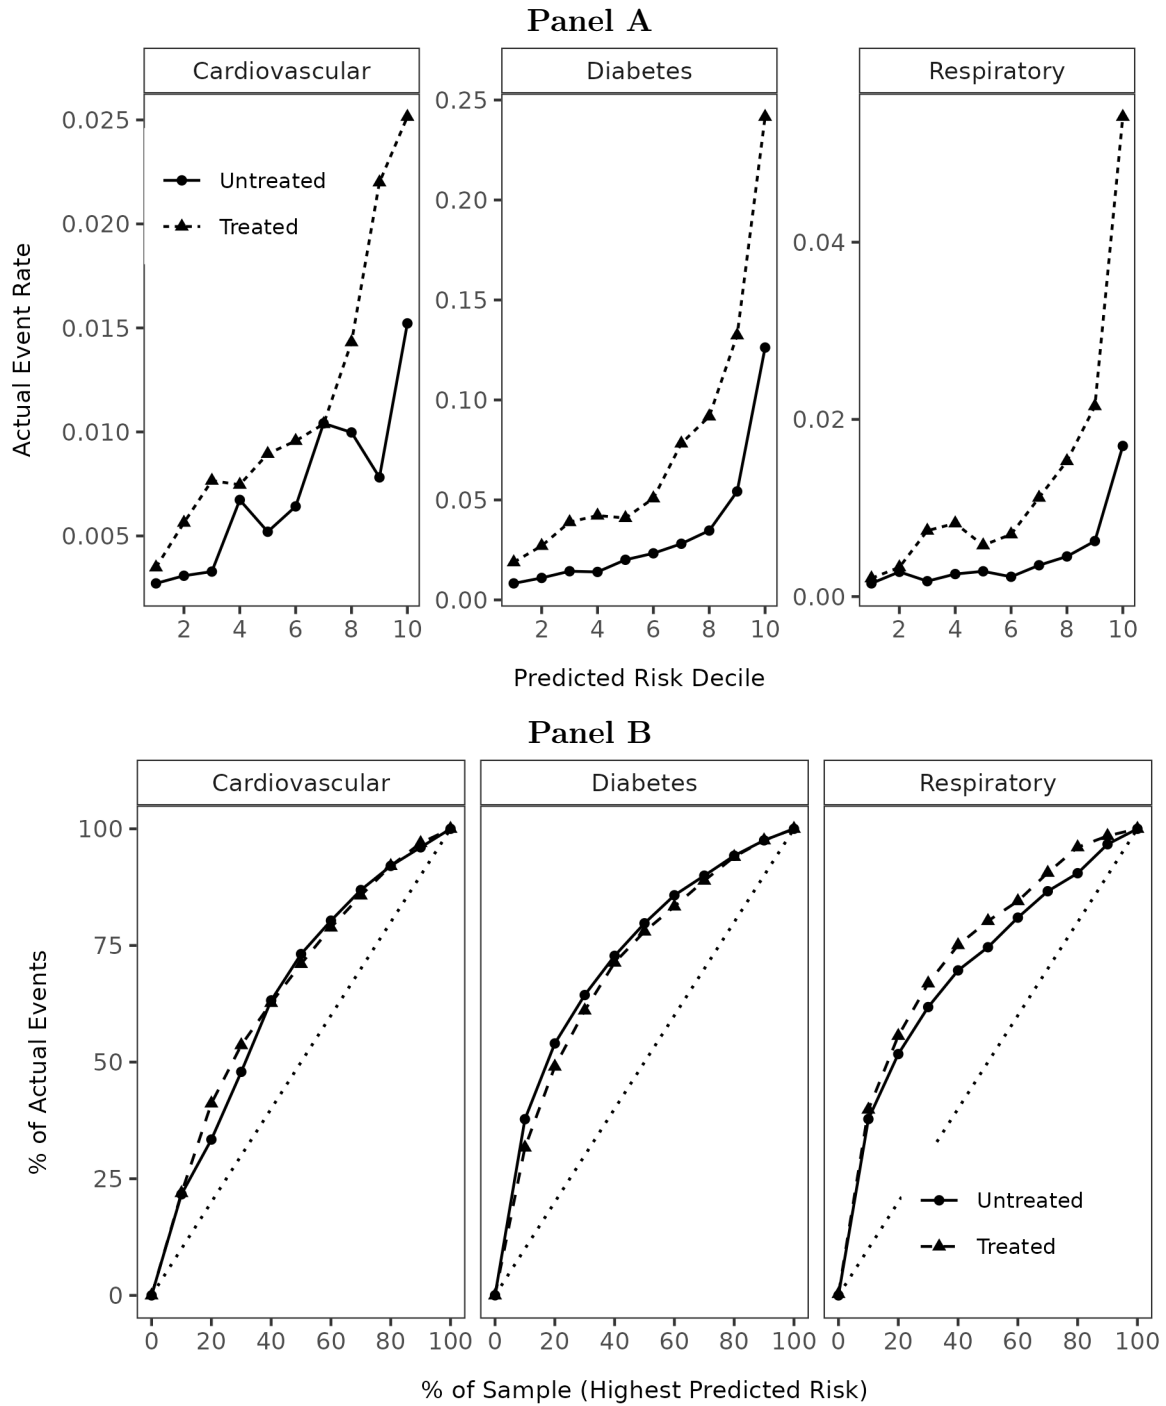 Panel A
Cardiovascular Diabetes Respiratory
Actual Event Rate
0.025
0.020
0.015
0.010
0.005
Untreated
Treated
2 4 6 8 10
0.25
0.20
0.15
0.10
0.05
0.00
2 4 6 8 10
0.04
0.02
0.00
2 4 6 8 10
Predicted Risk Decile
Panel B
Cardiovascular Diabetes Respiratory
% of Actual Events
100
75
50
25
0
Untreated
Treated
0 20 40 60 80 100 0 20 40 60 80 100 0 20 40 60 80 100
% of Sample (Highest Predicted Risk)